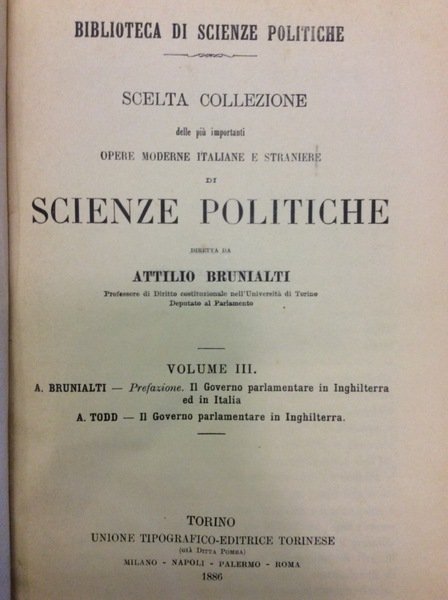 BIBLIOTECA DI SCIENZE POLITICHE
SCELTA COLLEZIONE
delle più importanti
OPERE MODERNE ITALIANE E STRANIERE
DI
SCIENZE POLITICHE
DIRETTA DA
ATTILIO BRUNIALTI
Professore di Diritto costituzionale nell'Università di Torino
Deputato al Parlamento
VOLUME III.
A. BRUNIALTI — Prefazione. Il Governo parlamentare in Inghilterra
ed in Italia
A. TODD — Il Governo parlamentare in Inghilterra.
TORINO
UNIONE TIPOGRAFICO-EDITRICE TORINESE
(già Ditta Pomba)
MILANO - NAPOLI - PALERMO - ROMA
1886